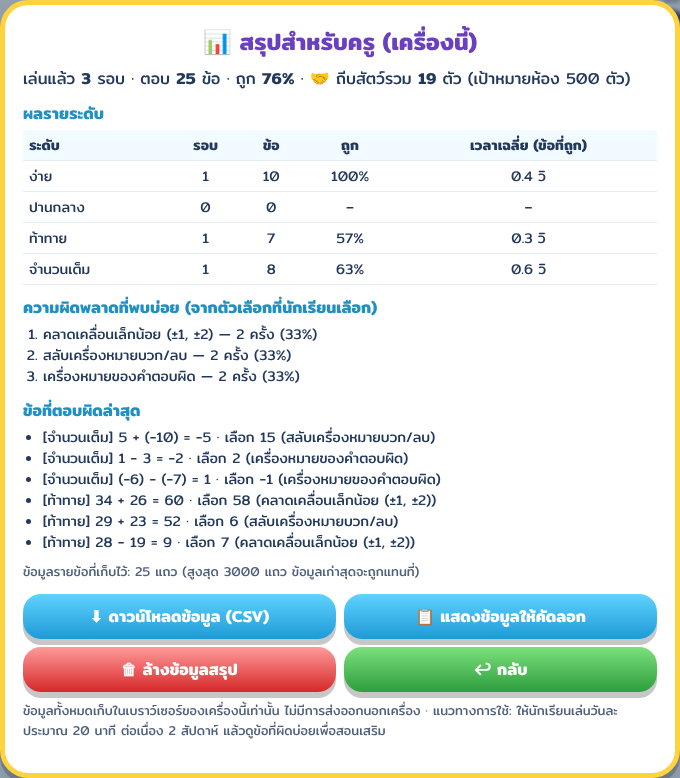 📊 สรุปสำหรับครู (เครื่องนี้)
เล่นแล้ว 3 รอบ · ตอบ 25 ข้อ · ถูก 76% · 🤝 ถีบสัตว์รวม 19 ตัว (เป้าหมายห้อง 500 ตัว)
ผลรายระดับ
ระดับ รอบ ข้อ ถูก เวลาเฉลี่ย (ข้อที่ถูก)
ง่าย 1 10 100% 0.4 วิ
ปานกลาง 0 0 – –
ท้าทาย 1 7 57% 0.3 วิ
จำนวนเต็ม 1 8 63% 0.6 วิ
ความผิดพลาดที่พบบ่อย (จากตัวเลือกที่นักเรียนเลือก)
1. คลาดเคลื่อนเล็กน้อย (±1, ±2) — 2 ครั้ง (33%)
2. สลับเครื่องหมายบวก/ลบ — 2 ครั้ง (33%)
3. เครื่องหมายของคำตอบผิด — 2 ครั้ง (33%)
ข้อที่ตอบผิดล่าสุด
• [จำนวนเต็ม] 5 + (-10) = -5 · เลือก 15 (สลับเครื่องหมายบวก/ลบ)
• [จำนวนเต็ม] 1 - 3 = -2 · เลือก 2 (เครื่องหมายของคำตอบผิด)
• [จำนวนเต็ม] (-6) - (-7) = 1 · เลือก -1 (เครื่องหมายของคำตอบผิด)
• [ท้าทาย] 34 + 26 = 60 · เลือก 58 (คลาดเคลื่อนเล็กน้อย (±1, ±2))
• [ท้าทาย] 29 + 23 = 52 · เลือก 6 (สลับเครื่องหมายบวก/ลบ)
• [ท้าทาย] 28 - 19 = 9 · เลือก 7 (คลาดเคลื่อนเล็กน้อย (±1, ±2))
ข้อมูลรายข้อที่เก็บไว้: 25 แถว (สูงสุด 3000 แถว ข้อมูลเก่าสุดจะถูกแทนที่)
⬇ ดาวน์โหลดข้อมูล (CSV)
📋 แสดงข้อมูลให้คัดลอก
🗑 ล้างข้อมูลสรุป
↩ กลับ
ข้อมูลทั้งหมดเก็บในเบราว์เซอร์ของเครื่องนี้เท่านั้น ไม่มีการส่งออกนอกเครื่อง · แนวทางการใช้: ให้นักเรียนเล่นวันละ
ประมาณ 20 นาที ต่อเนื่อง 2 สัปดาห์ แล้วดูข้อที่ผิดบ่อยเพื่อสอนเสริม